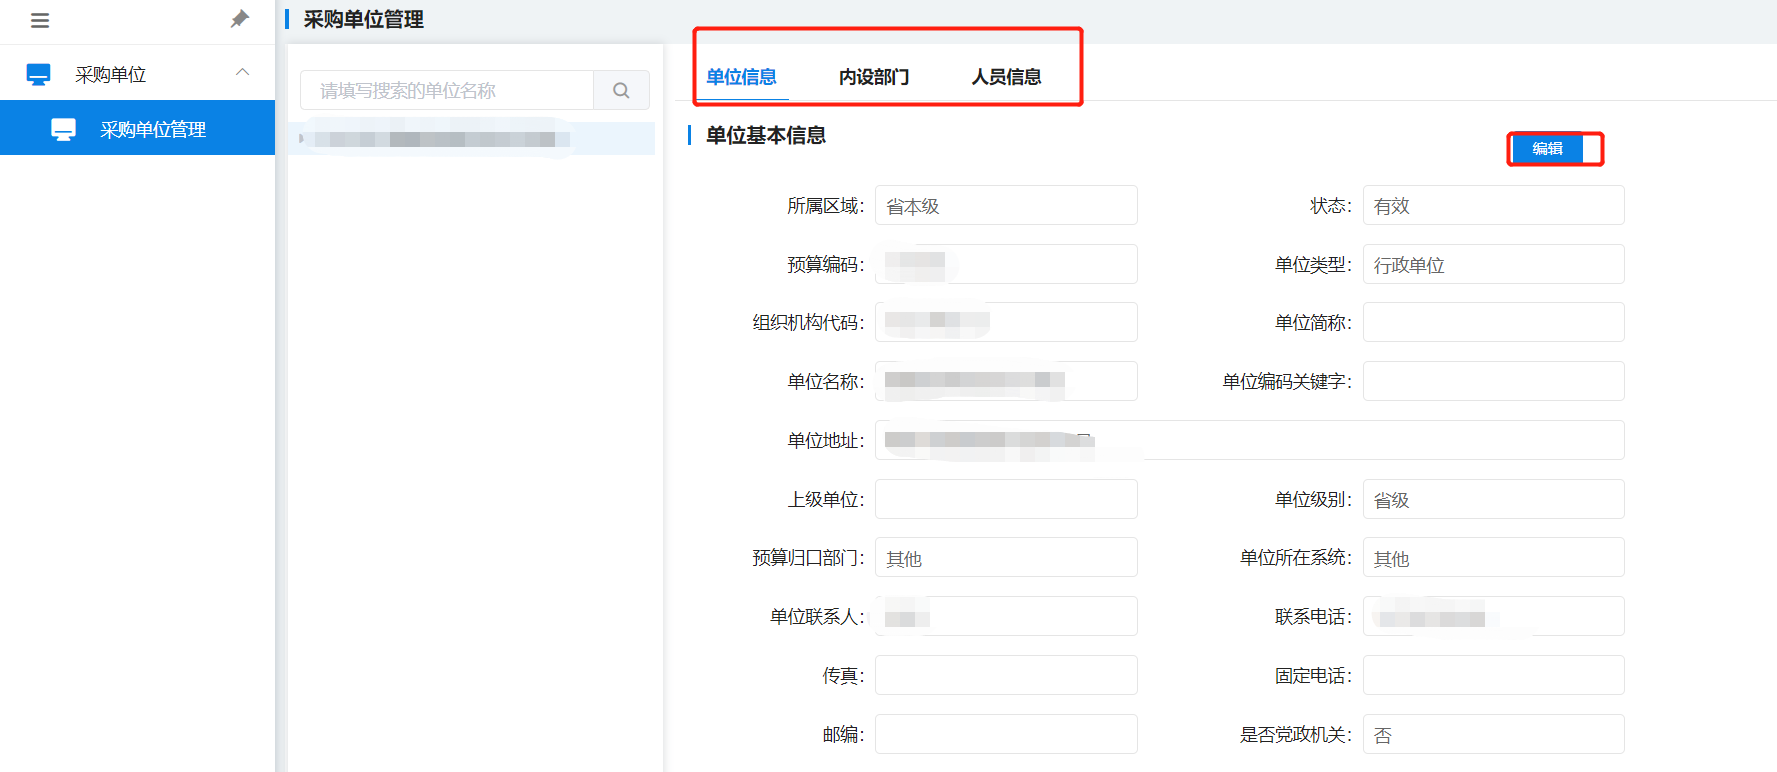 采购单位管理
采购单位
采购单位管理
请填写搜索的单位名称
单位信息 内设部门 人员信息
单位基本信息
编辑
所属区域： 省本级 状态： 有效
预算编码： 单位类型： 行政单位
组织机构代码： 单位简称：
单位名称： 单位编码关键字：
单位地址：
上级单位： 单位级别： 省级
预算归口部门： 其他 单位所在系统： 其他
单位联系人： 联系电话：
传真： 固定电话：
邮编： 是否党政机关： 否